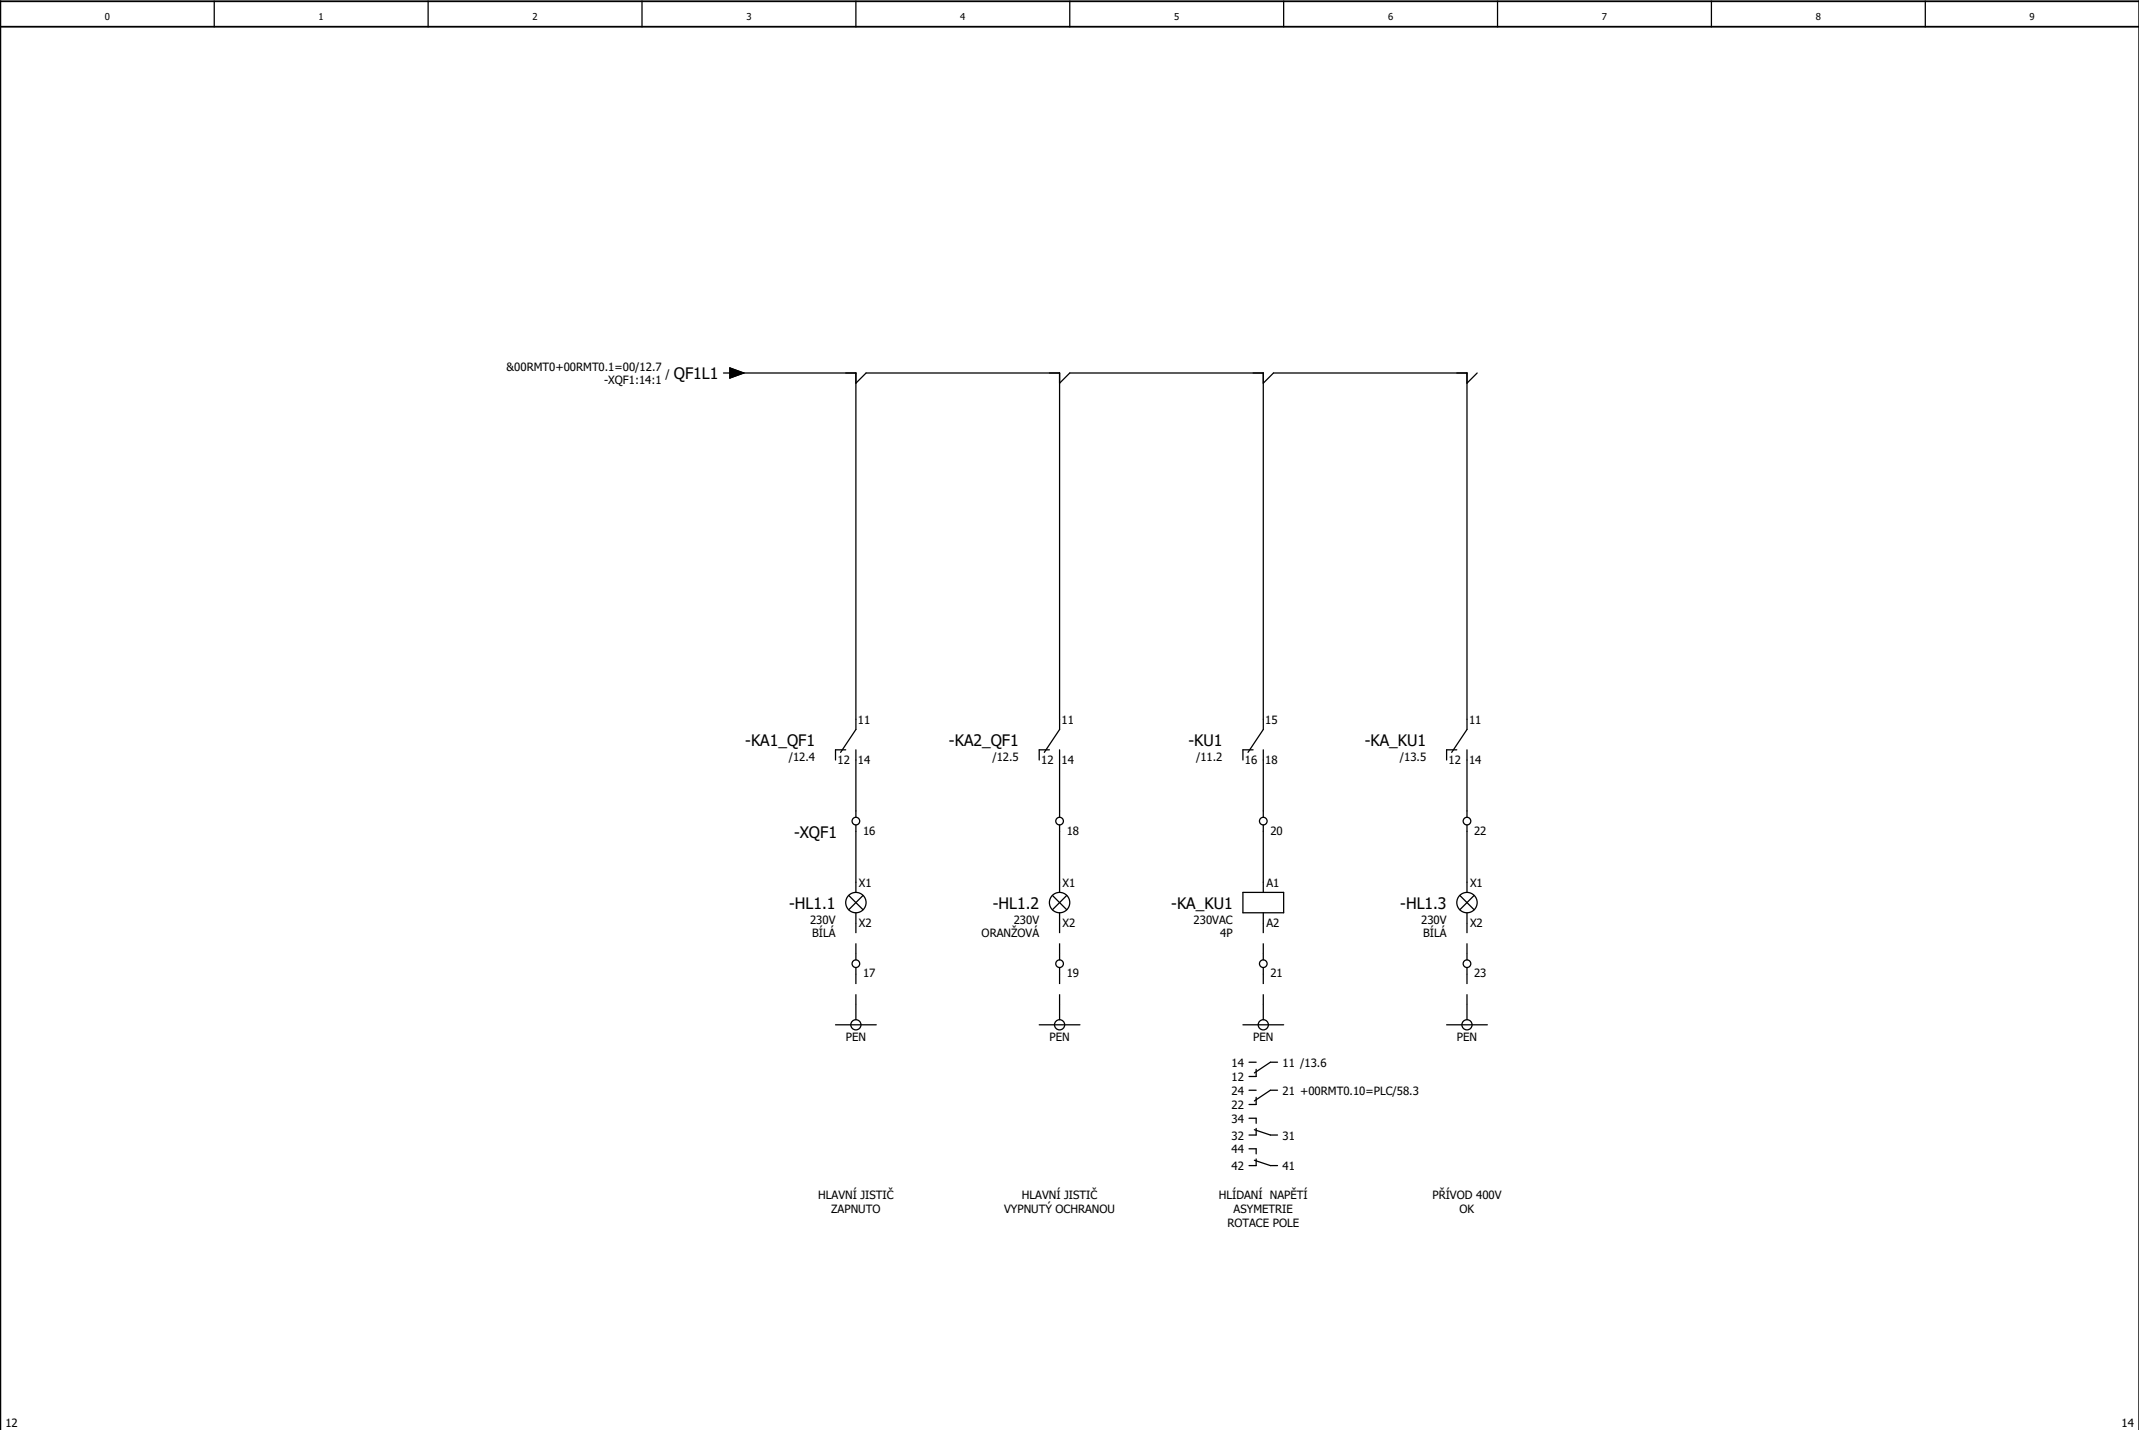 0 1 2 3 4 5 6 7 8 9
&00RMT0+00RMT0.1=00/12.7
-XQF1:14:1 / QF1L1
11 11 15 11
-KA1_QF1 -KA2_QF1 -KU1 -KA_KU1
/12.4 /12.5 /11.2 /13.5
12 14 12 14 16 18 12 14
-XQF1 16 18 20 22
X1 X1 A1 X1
-HL1.1 -HL1.2 -KA_KU1 -HL1.3
230V X2 230V X2 230VAC A2 230V X2
BÍLÁ ORANŽOVÁ 4P BÍLÁ
17 19 21 23
PEN PEN PEN PEN
14 11 /13.6
12
24 21 +00RMT0.10=PLC/58.3
22
34
32 31
44
42 41
HLAVNÍ JISTIČ HLAVNÍ JISTIČ HLÍDANÍ NAPĚTÍ PŘÍVOD 400V
ZAPNUTO VYPNUTÝ OCHRANOU ASYMETRIE OK
ROTACE POLE
12 14